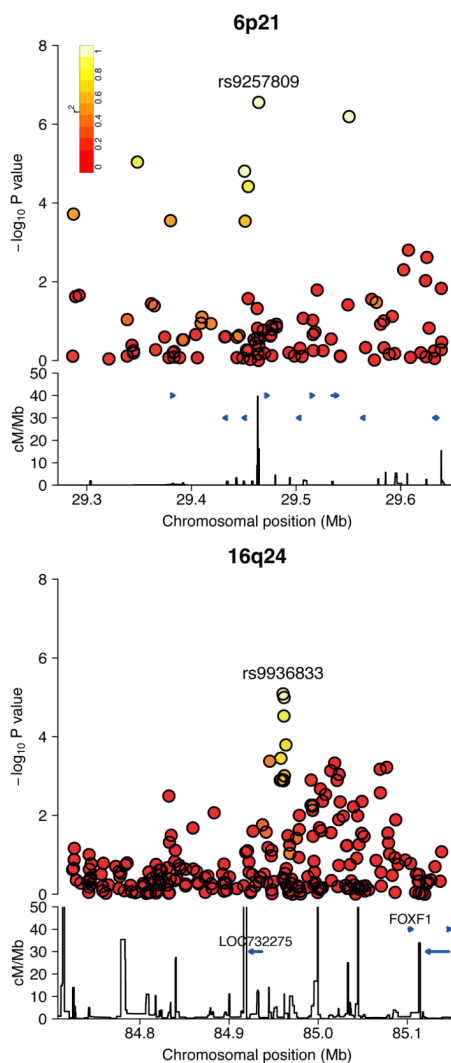 6p21
8
6
4
2
0
−log10 P value
r2
1
0.8
0.6
0.4
0.2
0
rs9257809
50
40
30
20
10
0
cM/Mb
29.3 29.4 29.5 29.6
Chromosomal position (Mb)
16q24
8
6
4
2
0
−log10 P value
rs9936833
50
40
30
20
10
0
cM/Mb
LOC732275
FOXF1
84.8 84.9 85.0 85.1
Chromosomal position (Mb)